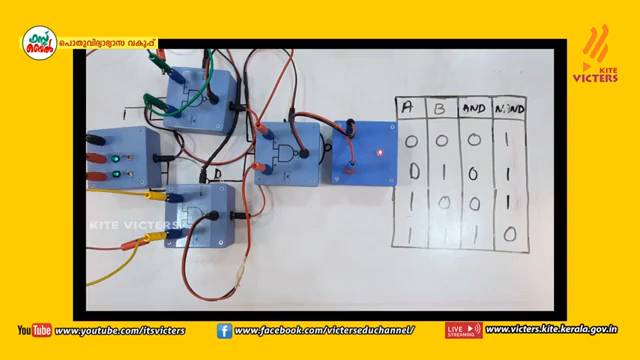 ഫസ്റ്റ് ബെൽ
പൊതുവിദ്യാഭ്യാസ വകുപ്പ്
KITE
VICTERS
A B AND NAND
0 0 0 1
0 1 0 1
1 0 0 1
1 1 1 0
KITE VICTERS
YouTube www.youtube.com/itsvicters
www.facebook.com/victerseduchannel/
LIVE STREAMING
www.victers.kite.kerala.gov.in